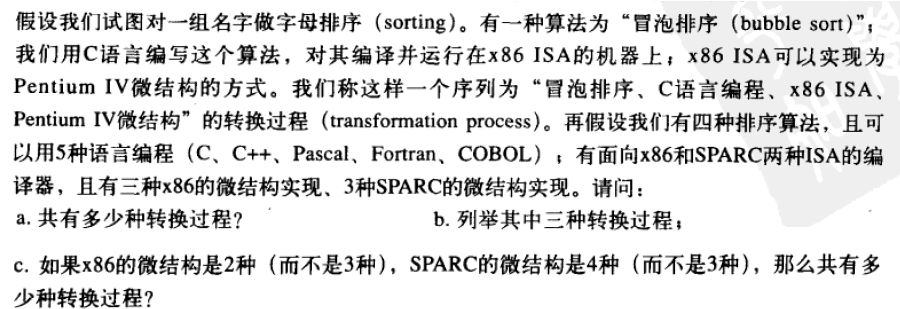 假设我们试图对一组名字做字母排序（sorting）。有一种算法为“冒泡排序（bubble sort）”；
我们用C语言编写这个算法，对其编译并运行在x86 ISA的机器上；x86 ISA可以实现为
Pentium IV微结构的方式。我们称这样一个序列为“冒泡排序、C语言编程、x86 ISA、
Pentium IV微结构”的转换过程（transformation process）。再假设我们有四种排序算法，且可
以用5种语言编程（C、C++、Pascal、Fortran、COBOL）；有面向x86和SPARC两种ISA的编
译器，且有三种x86的微结构实现、3种SPARC的微结构实现。请问：
a. 共有多少种转换过程？ b. 列举其中三种转换过程；
c. 如果x86的微结构是2种（而不是3种），SPARC的微结构是4种（而不是3种），那么共有多
少种转换过程？